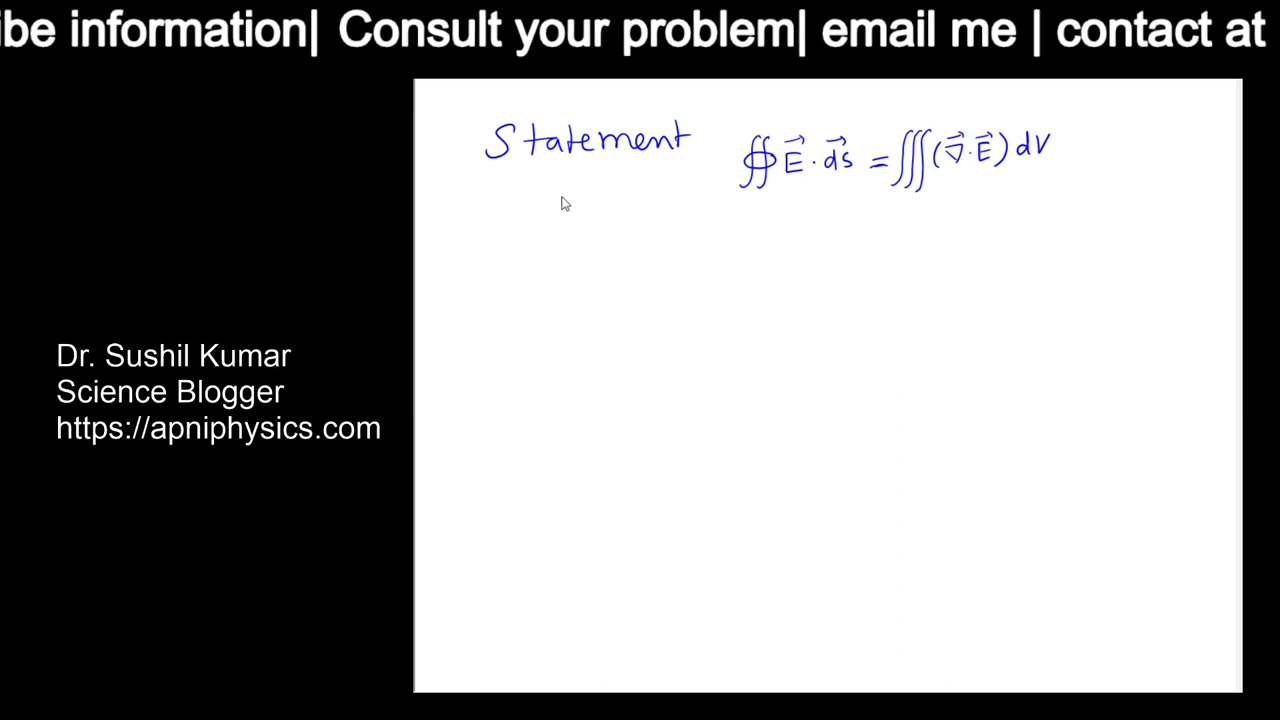 ibe information| Consult your problem| email me | contact at
Statement ∯ E⃗ · d⃗s = ∭ (∇⃗ · E⃗) dV
Dr. Sushil Kumar
Science Blogger
https://apniphysics.com